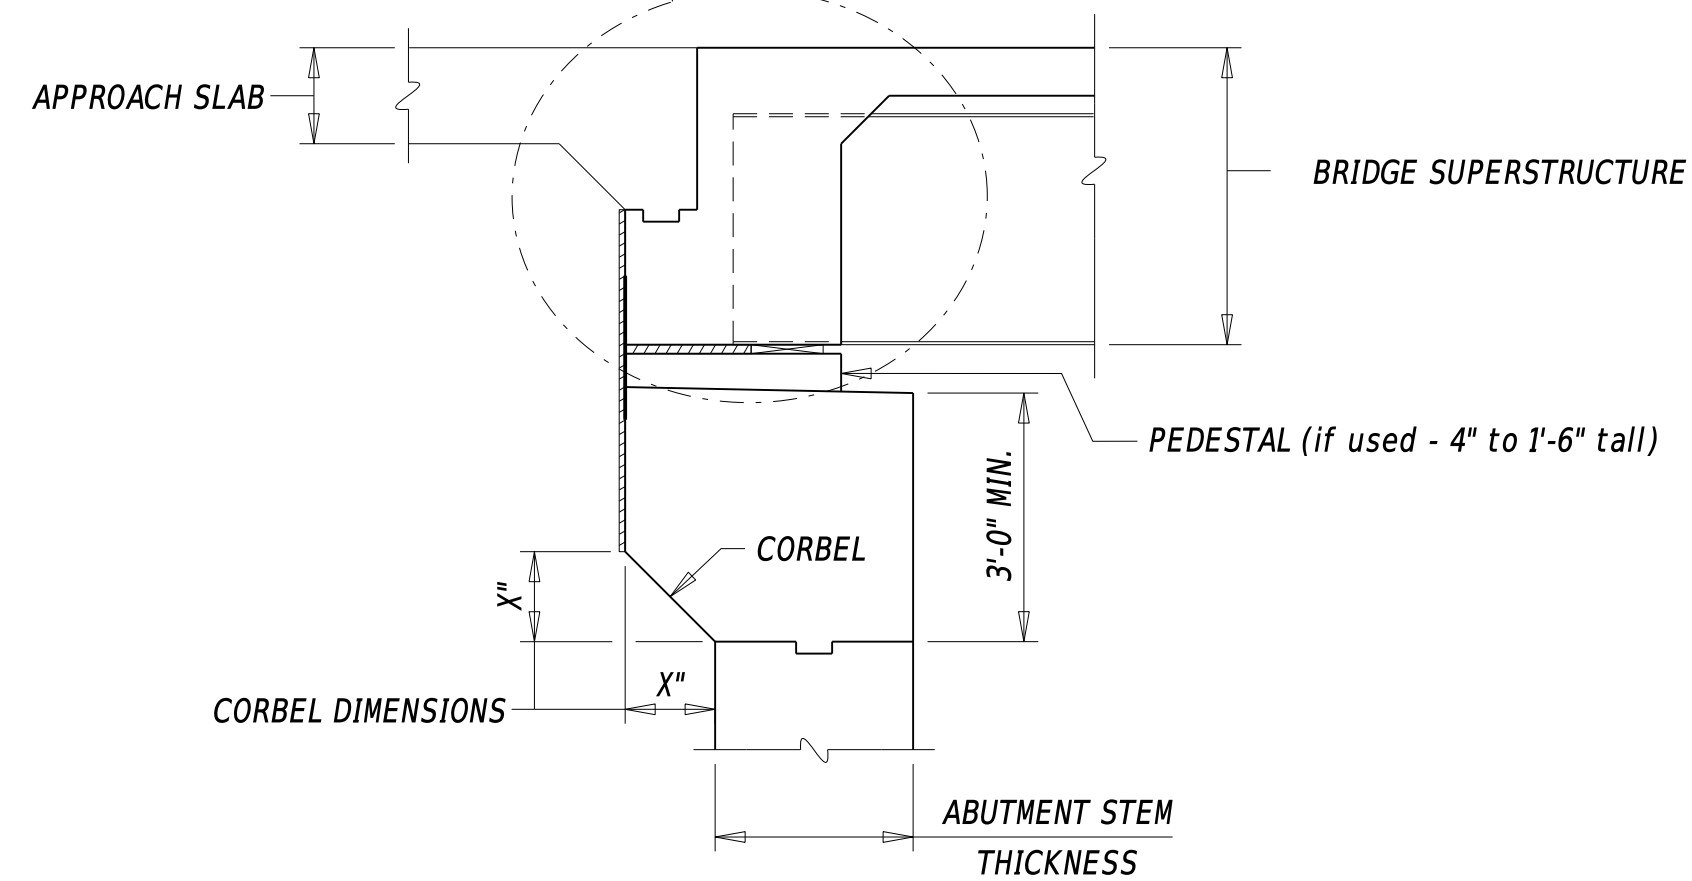 APPROACH SLAB
BRIDGE SUPERSTRUCTURE
PEDESTAL (if used - 4" to 1'-6" tall)
3'-0" MIN.
CORBEL
X"
X"
CORBEL DIMENSIONS
ABUTMENT STEM
THICKNESS